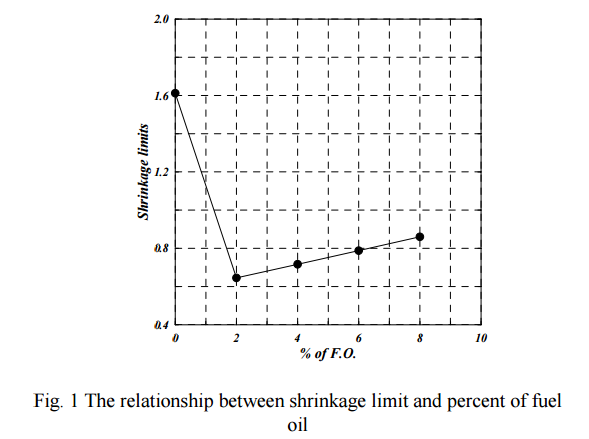 2.0
1.6
1.2
0.8
0.4
Shrinkage limits
0 2 4 6 8 10
% of F.O.
Fig. 1 The relationship between shrinkage limit and percent of fuel
oil